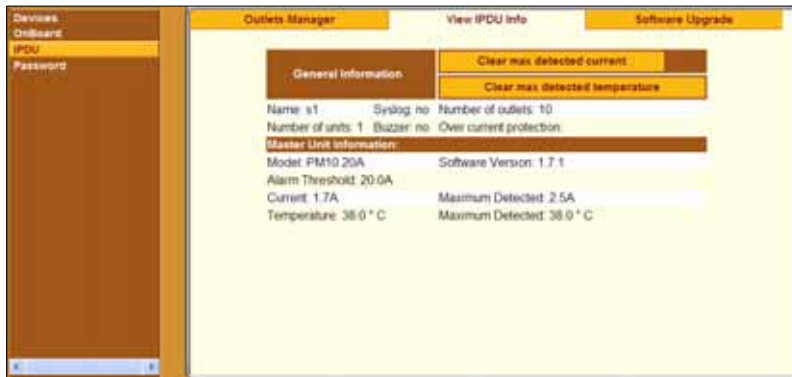 Devices
OnBoard
IPDU
Password
Outlets Manager View IPDU Info Software Upgrade
General Information
Clear max detected current
Clear max detected temperature
Name: s1 Syslog: no Number of outlets: 10
Number of units: 1 Buzzer: no Over current protection:
Master Unit Information:
Model: PM10 20A Software Version: 1.7.1
Alarm Threshold: 20.0A
Current: 1.7A Maximum Detected: 2.5A
Temperature: 38.0 ° C Maximum Detected: 38.0 ° C